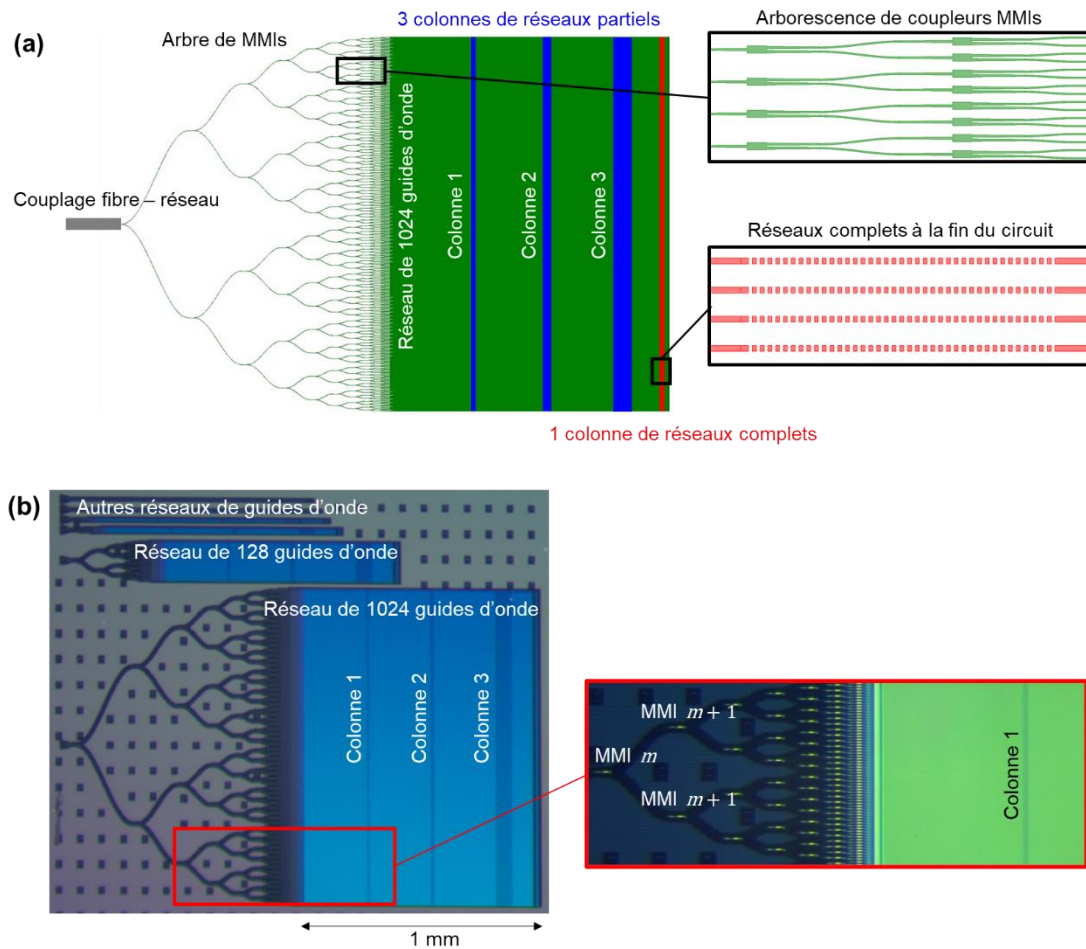 (a)
3 colonnes de réseaux partiels
Arbre de MMIs
Arborescence de coupleurs MMIs
Couplage fibre – réseau
Réseau de 1024 guides d'onde
Colonne 1
Colonne 2
Colonne 3
Réseaux complets à la fin du circuit
1 colonne de réseaux complets
(b)
Autres réseaux de guides d'onde
Réseau de 128 guides d'onde
Réseau de 1024 guides d'onde
Colonne 1
Colonne 2
Colonne 3
MMI m + 1
MMI m
MMI m + 1
Colonne 1
1 mm